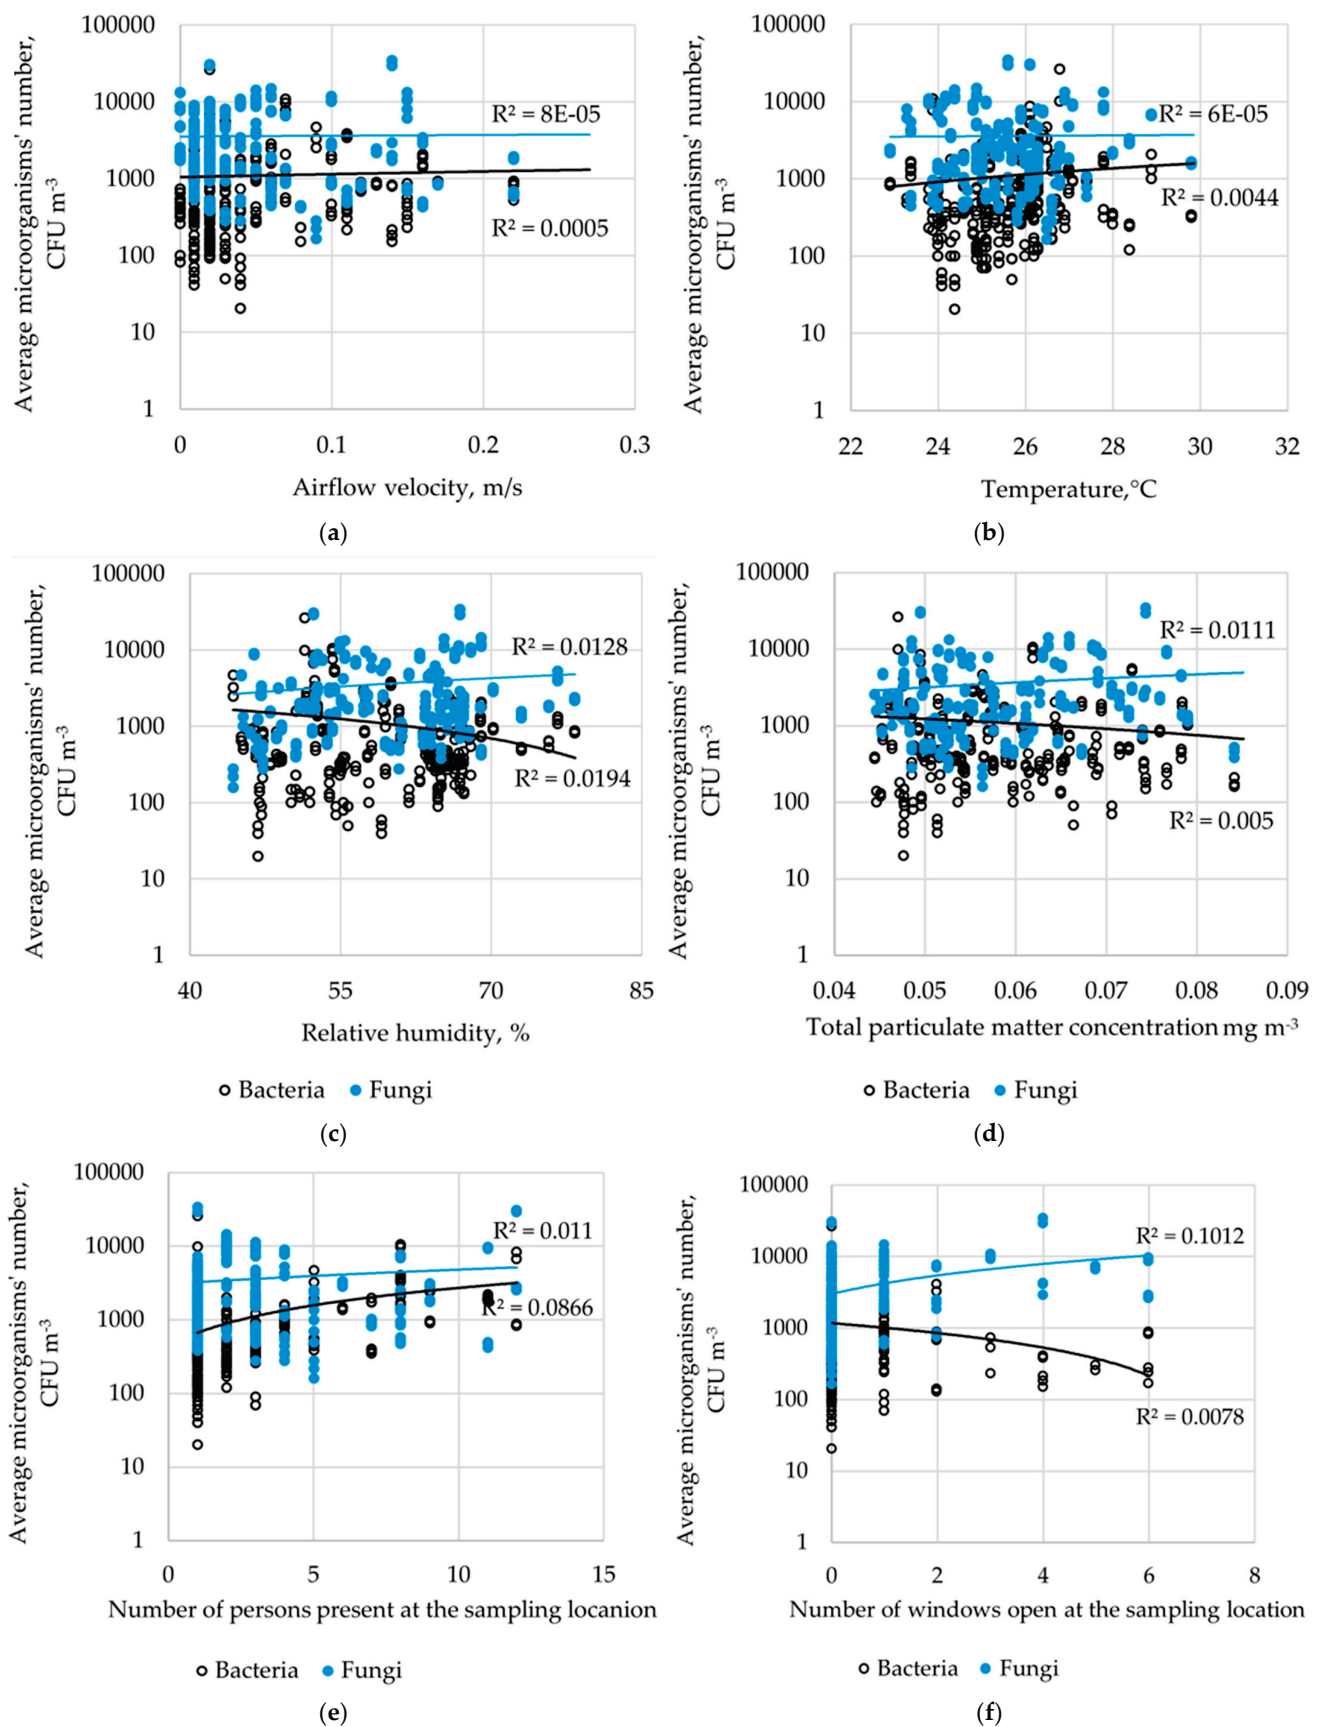 Average microorganisms' number,
CFU m-3
100000
10000
1000
100
10
1
R² = 8E-05
R² = 0.0005
0 0.1 0.2 0.3
Airflow velocity, m/s
(a)
Average microorganisms' number,
CFU m-3
100000
10000
1000
100
10
1
R² = 6E-05
R² = 0.0044
22 24 26 28 30 32
Temperature,°C
(b)
Average microorganisms' number,
CFU m-3
100000
10000
1000
100
10
1
R² = 0.0128
R² = 0.0194
40 55 70 85
Relative humidity, %
Bacteria Fungi
(c)
Average microorganisms' number,
CFU m-3
100000
10000
1000
100
10
1
R² = 0.0111
R² = 0.005
0.04 0.05 0.06 0.07 0.08 0.09
Total particulate matter concentration mg m-3
Bacteria Fungi
(d)
Average microorganisms' number,
CFU m-3
100000
10000
1000
100
10
1
R² = 0.011
R² = 0.0866
0 5 10 15
Number of persons present at the sampling locanion
Bacteria Fungi
(e)
Average microorganisms' number,
CFU m-3
100000
10000
1000
100
10
1
R² = 0.1012
R² = 0.0078
0 2 4 6 8
Number of windows open at the sampling location
Bacteria Fungi
(f)